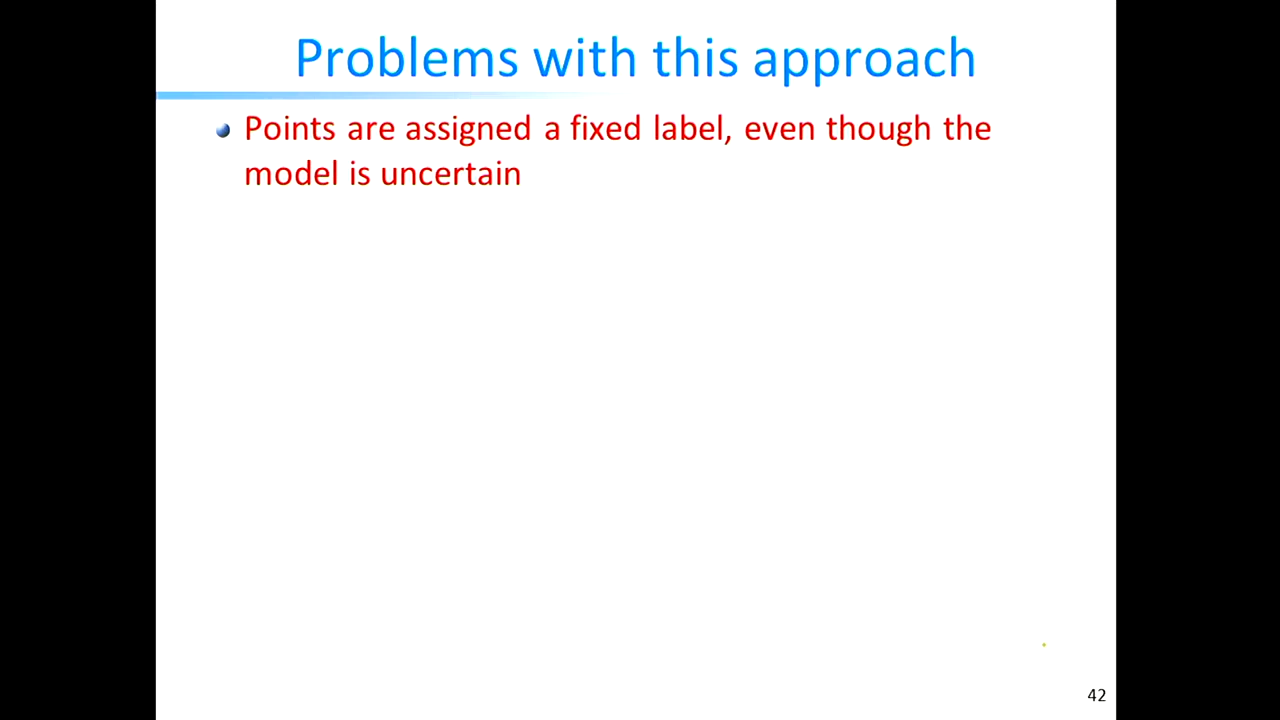 Problems with this approach
Points are assigned a fixed label, even though the
model is uncertain
42